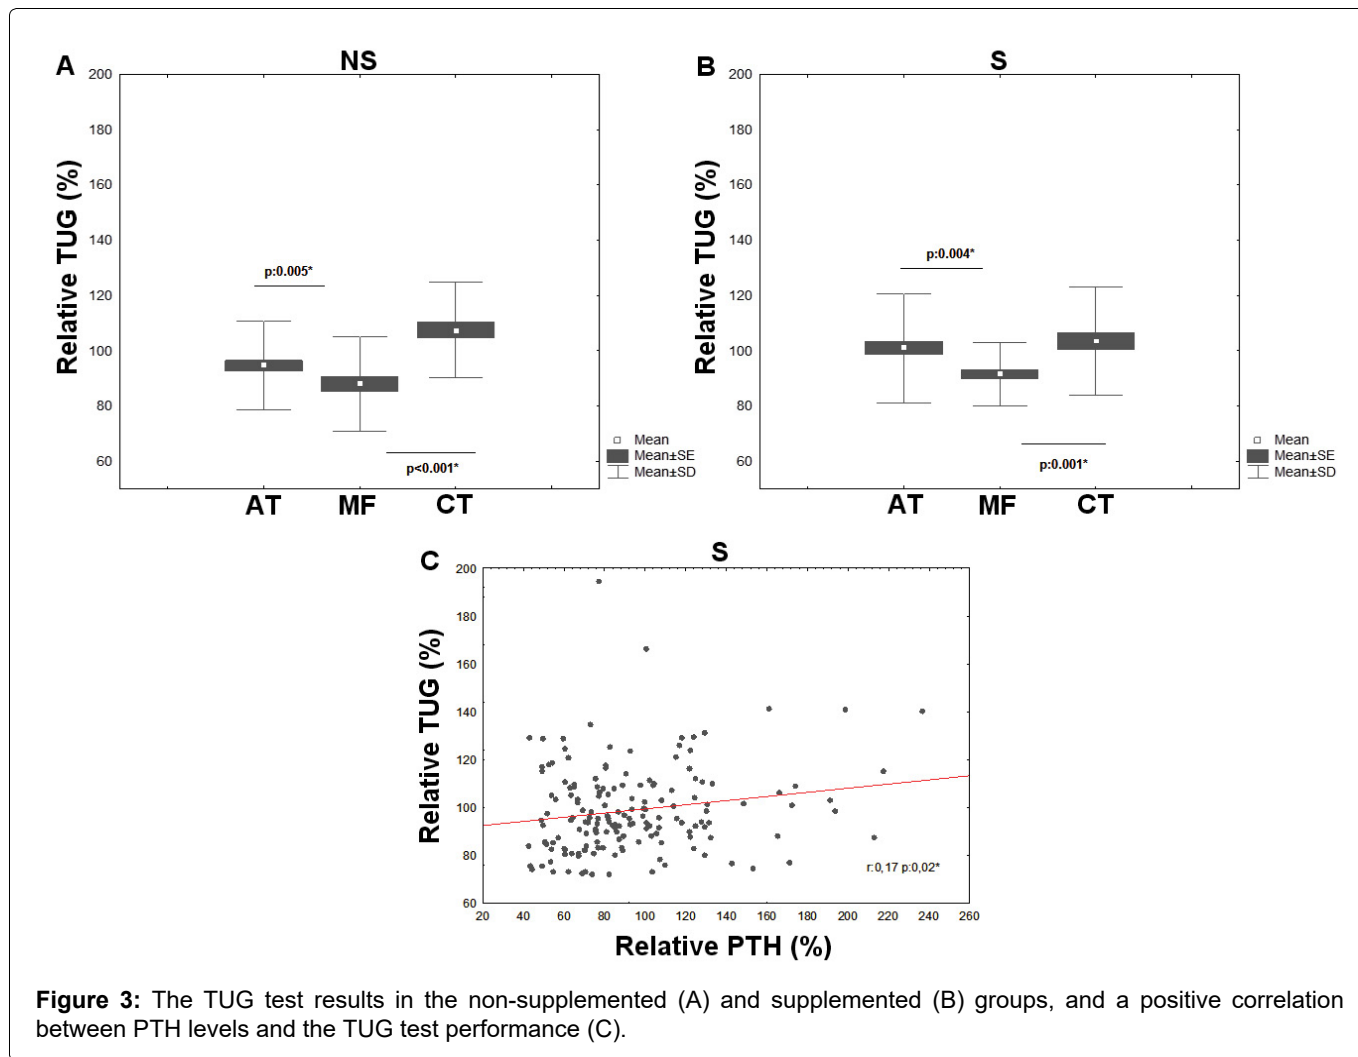 A
NS
200
180
160
140
120
100
80
60
Relative TUG (%)
p:0.005*
p<0.001*
AT MF CT
Mean
Mean±SE
Mean±SD
B
S
200
180
160
140
120
100
80
60
Relative TUG (%)
p:0.004*
p:0.001*
AT MF CT
Mean
Mean±SE
Mean±SD
C
S
200
180
160
140
120
100
80
60
Relative TUG (%)
r:0,17 p:0,02*
20 40 60 80 100 120 140 160 180 200 220 240 260
Relative PTH (%)
Figure 3: The TUG test results in the non-supplemented (A) and supplemented (B) groups, and a positive correlation
between PTH levels and the TUG test performance (C).